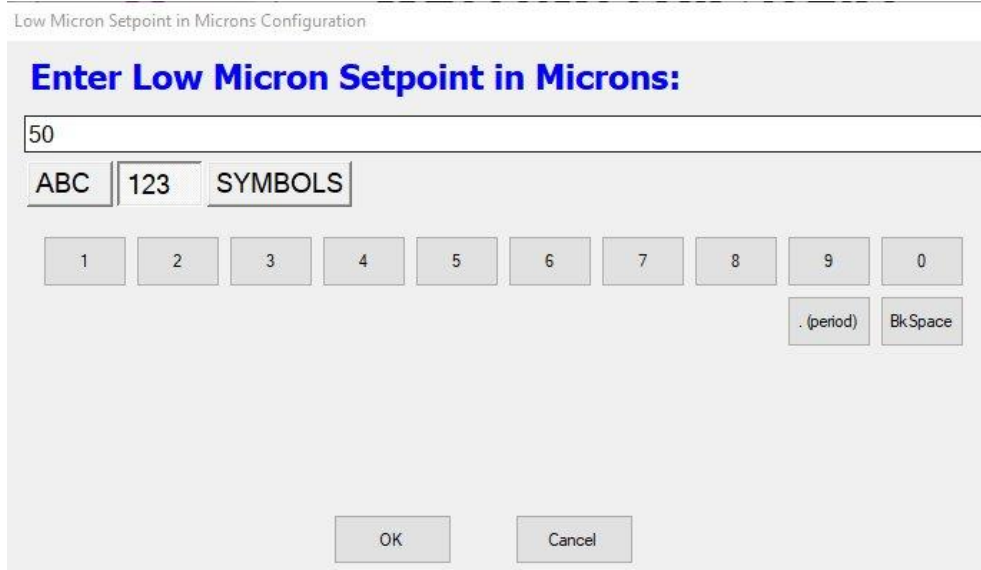 Low Micron Setpoint in Microns Configuration
Enter Low Micron Setpoint in Microns:
50
ABC 123 SYMBOLS
1 2 3 4 5 6 7 8 9 0
. (period) BkSpace
OK Cancel